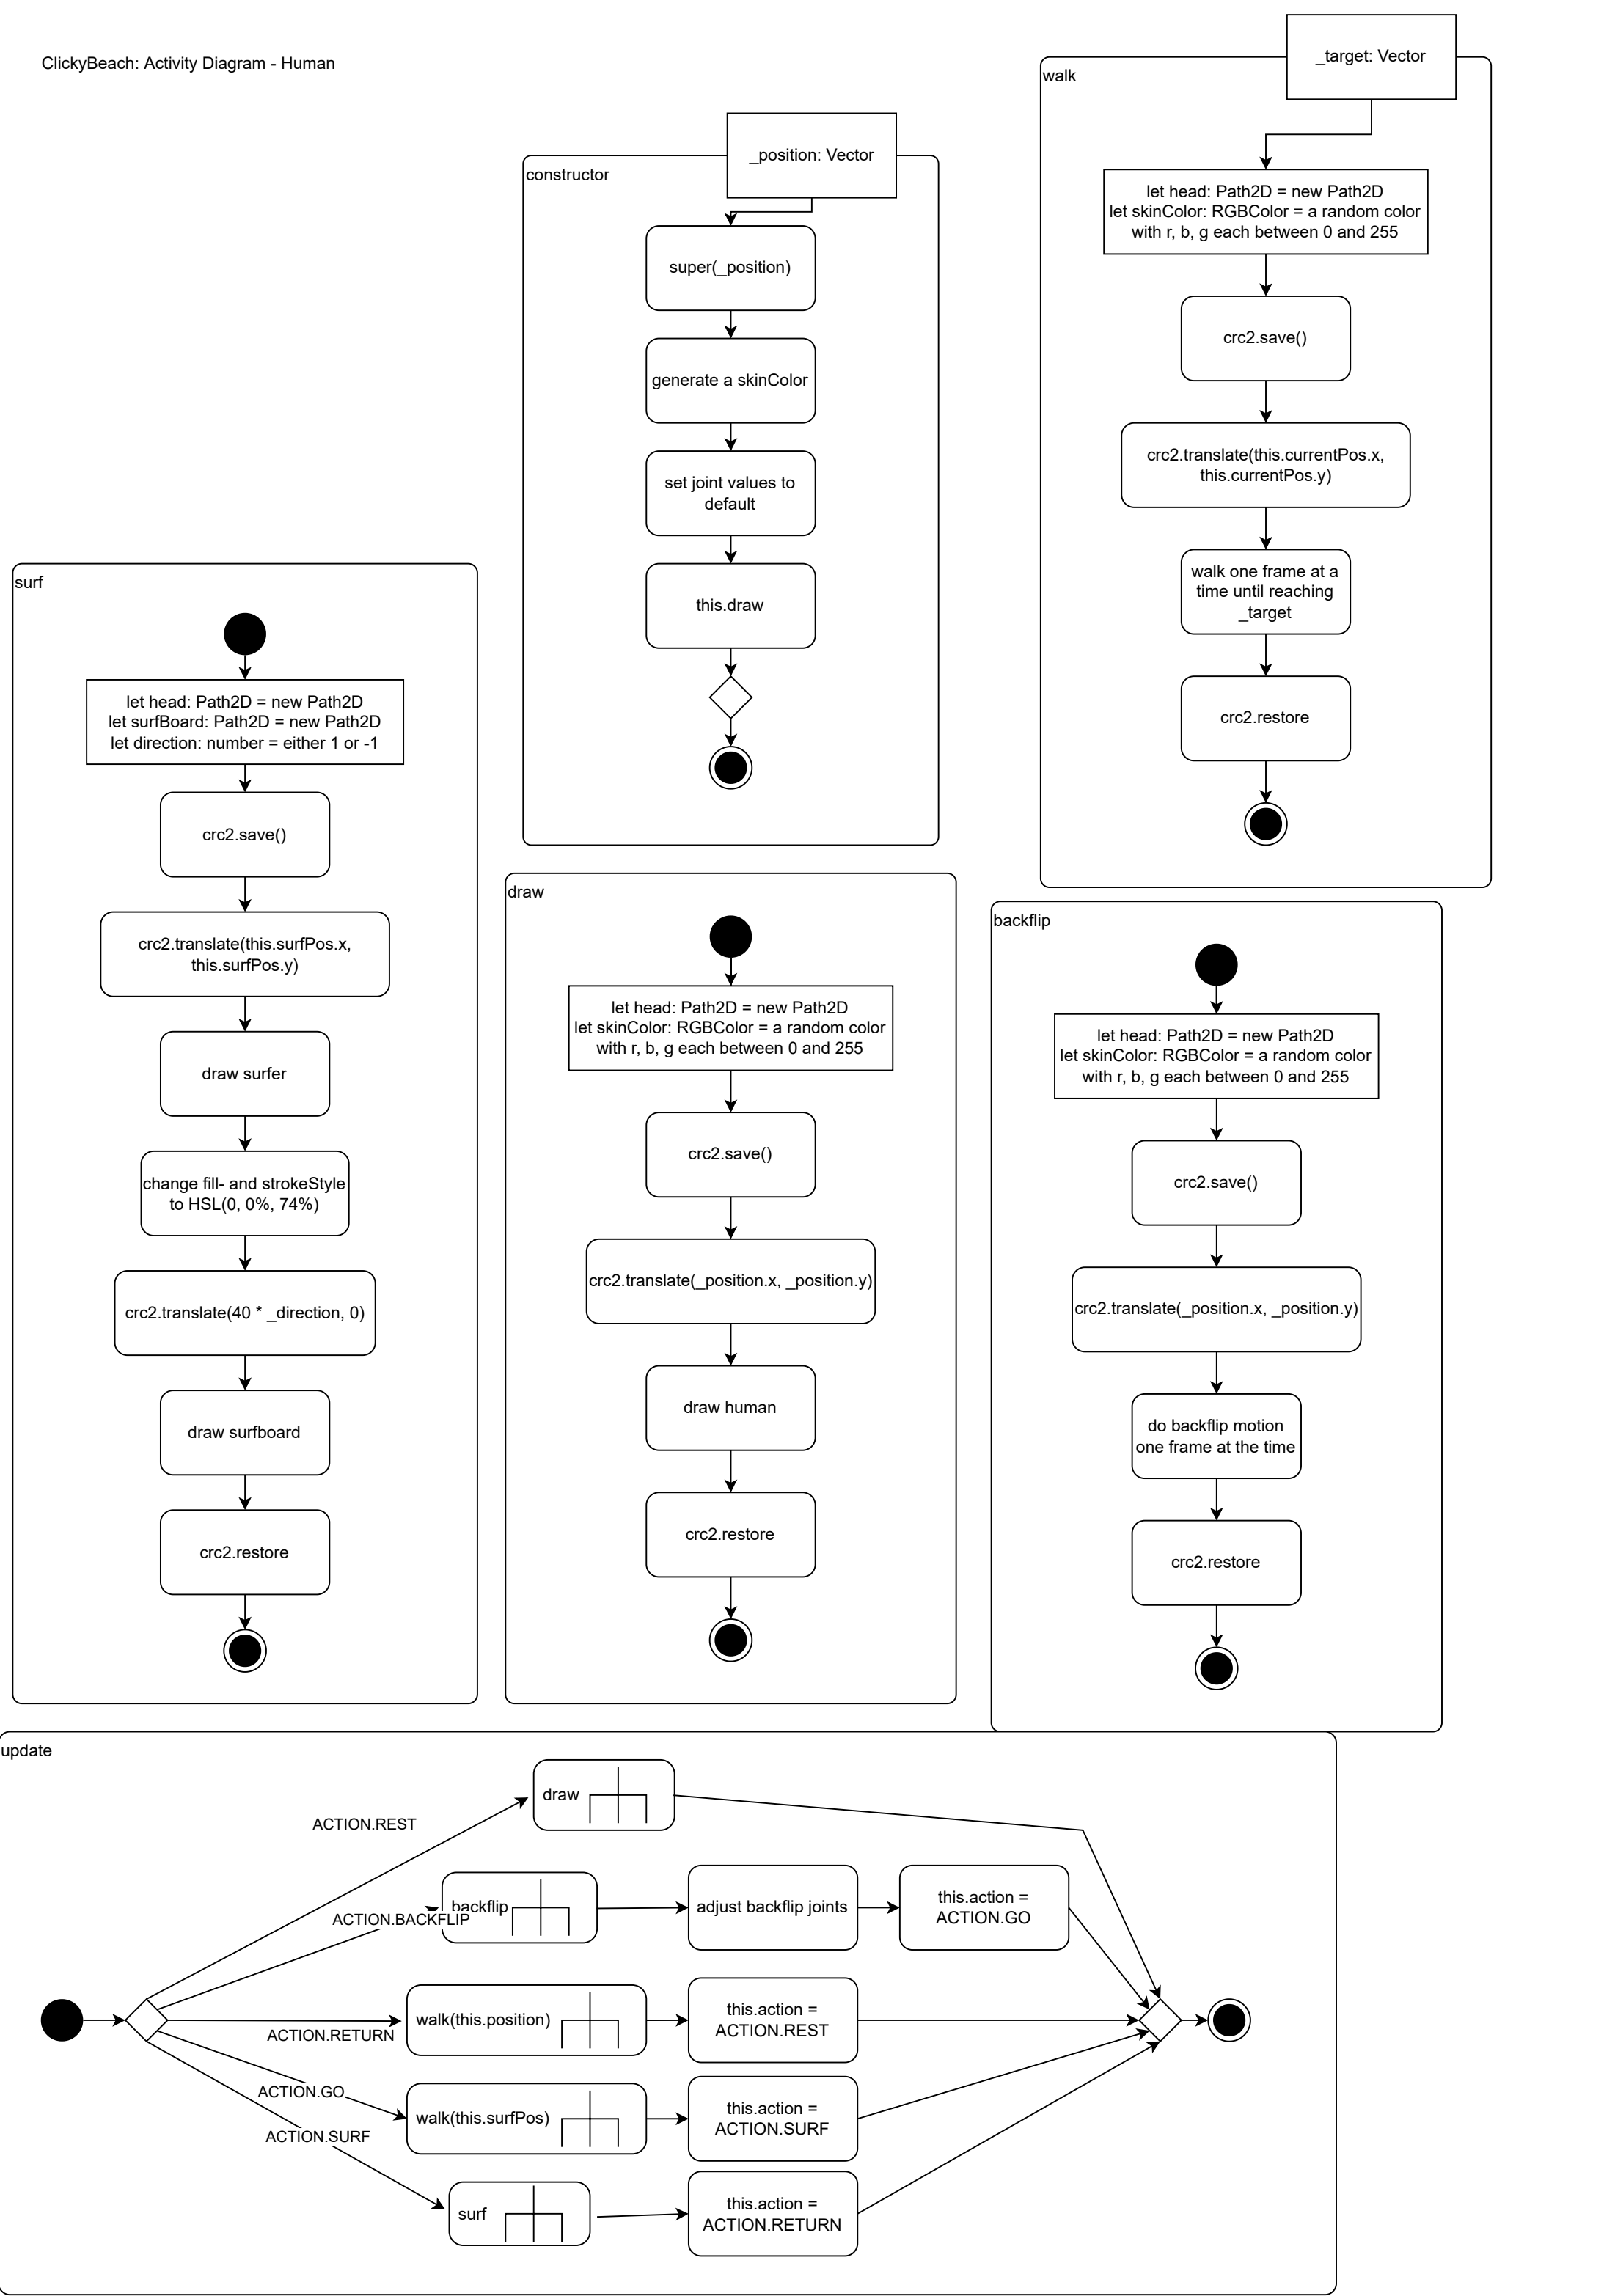 ClickyBeach: Activity Diagram - Human
_target: Vector
walk
let head: Path2D = new Path2D
let skinColor: RGBColor = a random color
with r, b, g each between 0 and 255
crc2.save()
crc2.translate(this.currentPos.x,
this.currentPos.y)
walk one frame at a
time until reaching
_target
crc2.restore
_position: Vector
constructor
super(_position)
generate a skinColor
set joint values to
default
this.draw
surf
let head: Path2D = new Path2D
let surfBoard: Path2D = new Path2D
let direction: number = either 1 or -1
crc2.save()
crc2.translate(this.surfPos.x,
this.surfPos.y)
draw surfer
change fill- and strokeStyle
to HSL(0, 0%, 74%)
crc2.translate(40 * _direction, 0)
draw surfboard
crc2.restore
draw
let head: Path2D = new Path2D
let skinColor: RGBColor = a random color
with r, b, g each between 0 and 255
crc2.save()
crc2.translate(_position.x, _position.y)
draw human
crc2.restore
backflip
let head: Path2D = new Path2D
let skinColor: RGBColor = a random color
with r, b, g each between 0 and 255
crc2.save()
crc2.translate(_position.x, _position.y)
do backflip motion
one frame at the time
crc2.restore
update
ACTION.REST
draw
ACTION.BACKFLIP
backflip
adjust backflip joints
this.action =
ACTION.GO
ACTION.RETURN
walk(this.position)
this.action =
ACTION.REST
ACTION.GO
walk(this.surfPos)
this.action =
ACTION.SURF
ACTION.SURF
surf
this.action =
ACTION.RETURN